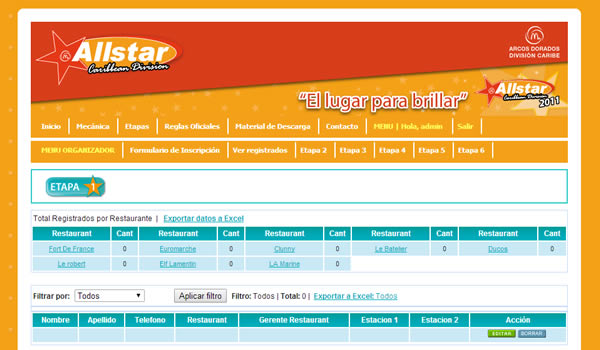 Allstar
Caribbean Division
ARCOS DORADOS
DIVISIÓN CARIBE
"El lugar para brillar"
Allstar
Caribbean Division
2011
Inicio | Mecánica | Etapas | Reglas Oficiales | Material de Descarga | Contacto | MENU | Hola, admin | Salir
MENU ORGANIZADOR | Formulario de Inscripción | Ver registrados | Etapa 2 | Etapa 3 | Etapa 4 | Etapa 5 | Etapa 6
ETAPA 1
Total Registrados por Restaurante | Exportar datos a Excel
Restaurant Cant Restaurant Cant Restaurant Cant Restaurant Cant Restaurant Cant
Fort De France 0 Euromarche 0 Clunny 0 Le Batelier 0 Ducos 0
Le robert 0 Elf Lamentin 0 LA Marine 0
Filtrar por: Todos Aplicar filtro Filtro: Todos | Total: 0 | Exportar a Excel: Todos
Nombre Apellido Telefono Restaurant Gerente Restaurant Estacion 1 Estacion 2 Acción
EDITAR BORRAR